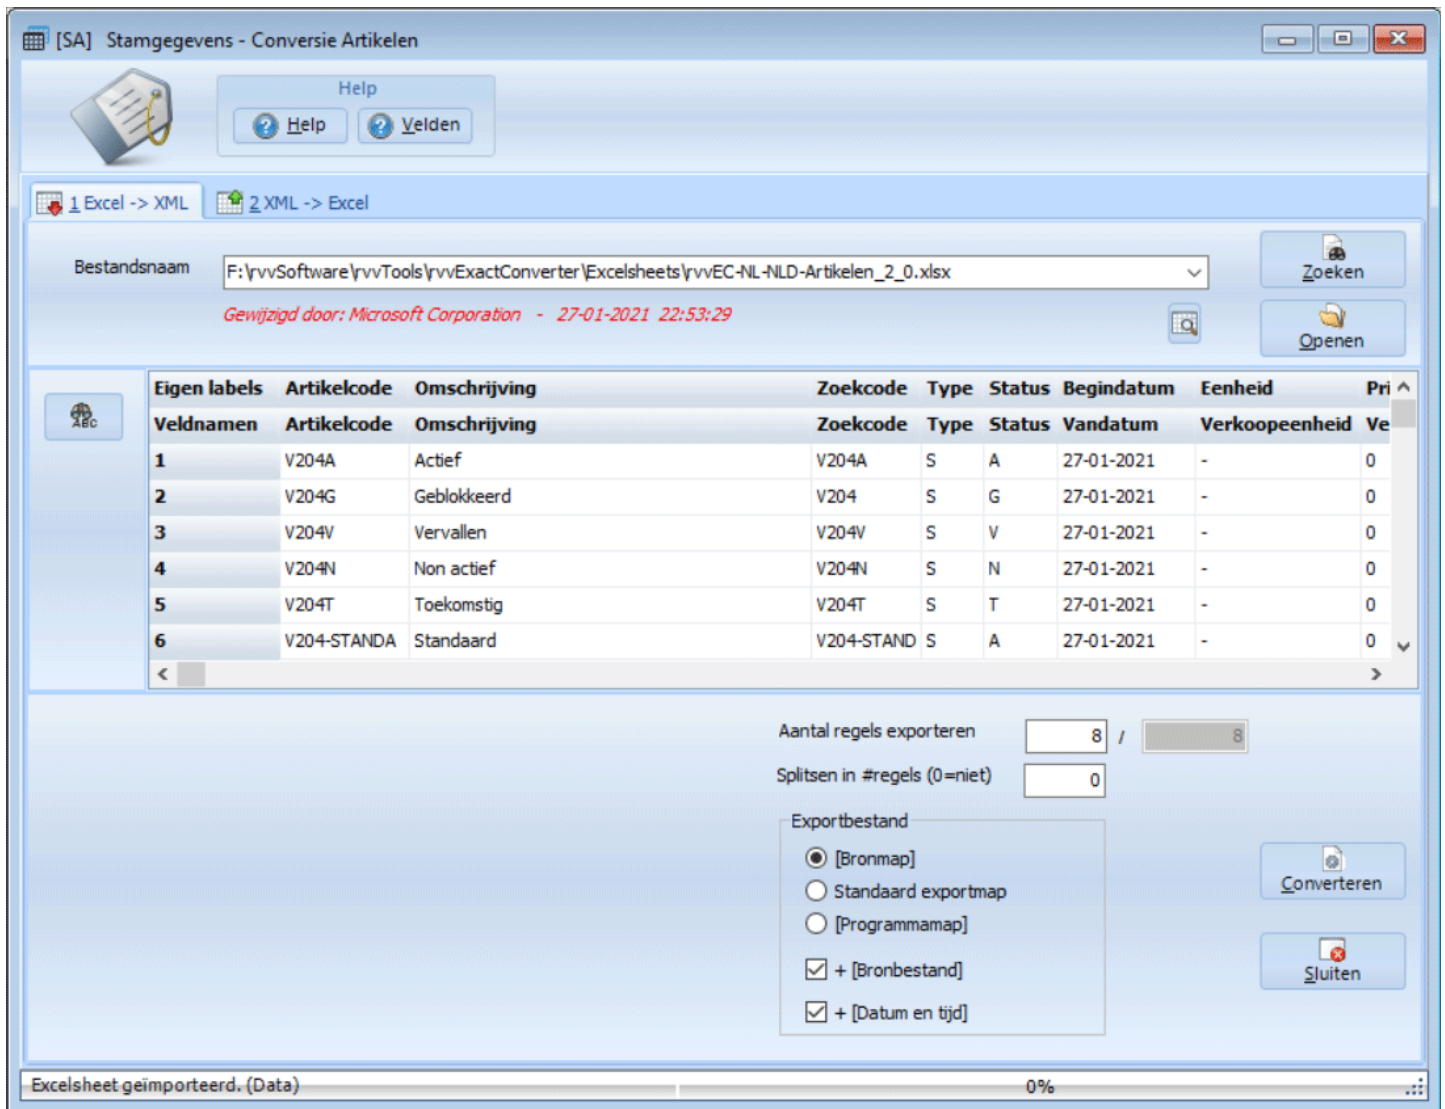 [SA] Stamgegevens - Conversie Artikelen
Help
Help Velden
1 Excel -> XML 2 XML -> Excel
Bestandsnaam F:\rvvSoftware\rvvTools\rvvExactConverter\Excelsheets\rvvEC-NL-NLD-Artikelen_2_0.xlsx Zoeken
Gewijzigd door: Microsoft Corporation - 27-01-2021 22:53:29
Openen
ABC
Eigen labels Artikelcode Omschrijving Zoekcode Type Status Begindatum Eenheid Pri
Veldnamen Artikelcode Omschrijving Zoekcode Type Status Vandatum Verkoopeenheid Ve
1 V204A Actief V204A S A 27-01-2021 - 0
2 V204G Geblokkeerd V204 S G 27-01-2021 - 0
3 V204V Vervallen V204V S V 27-01-2021 - 0
4 V204N Non actief V204N S N 27-01-2021 - 0
5 V204T Toekomstig V204T S T 27-01-2021 - 0
6 V204-STANDA Standaard V204-STAND S A 27-01-2021 - 0
Aantal regels exporteren 8 / 8
Splitsen in #regels (0=niet) 0
Exportbestand
[Bronmap]
Standaard exportmap
[Programmamap]
+ [Bronbestand]
+ [Datum en tijd]
Converteren
Sluiten
Excelsheet geïmporteerd. (Data) 0%